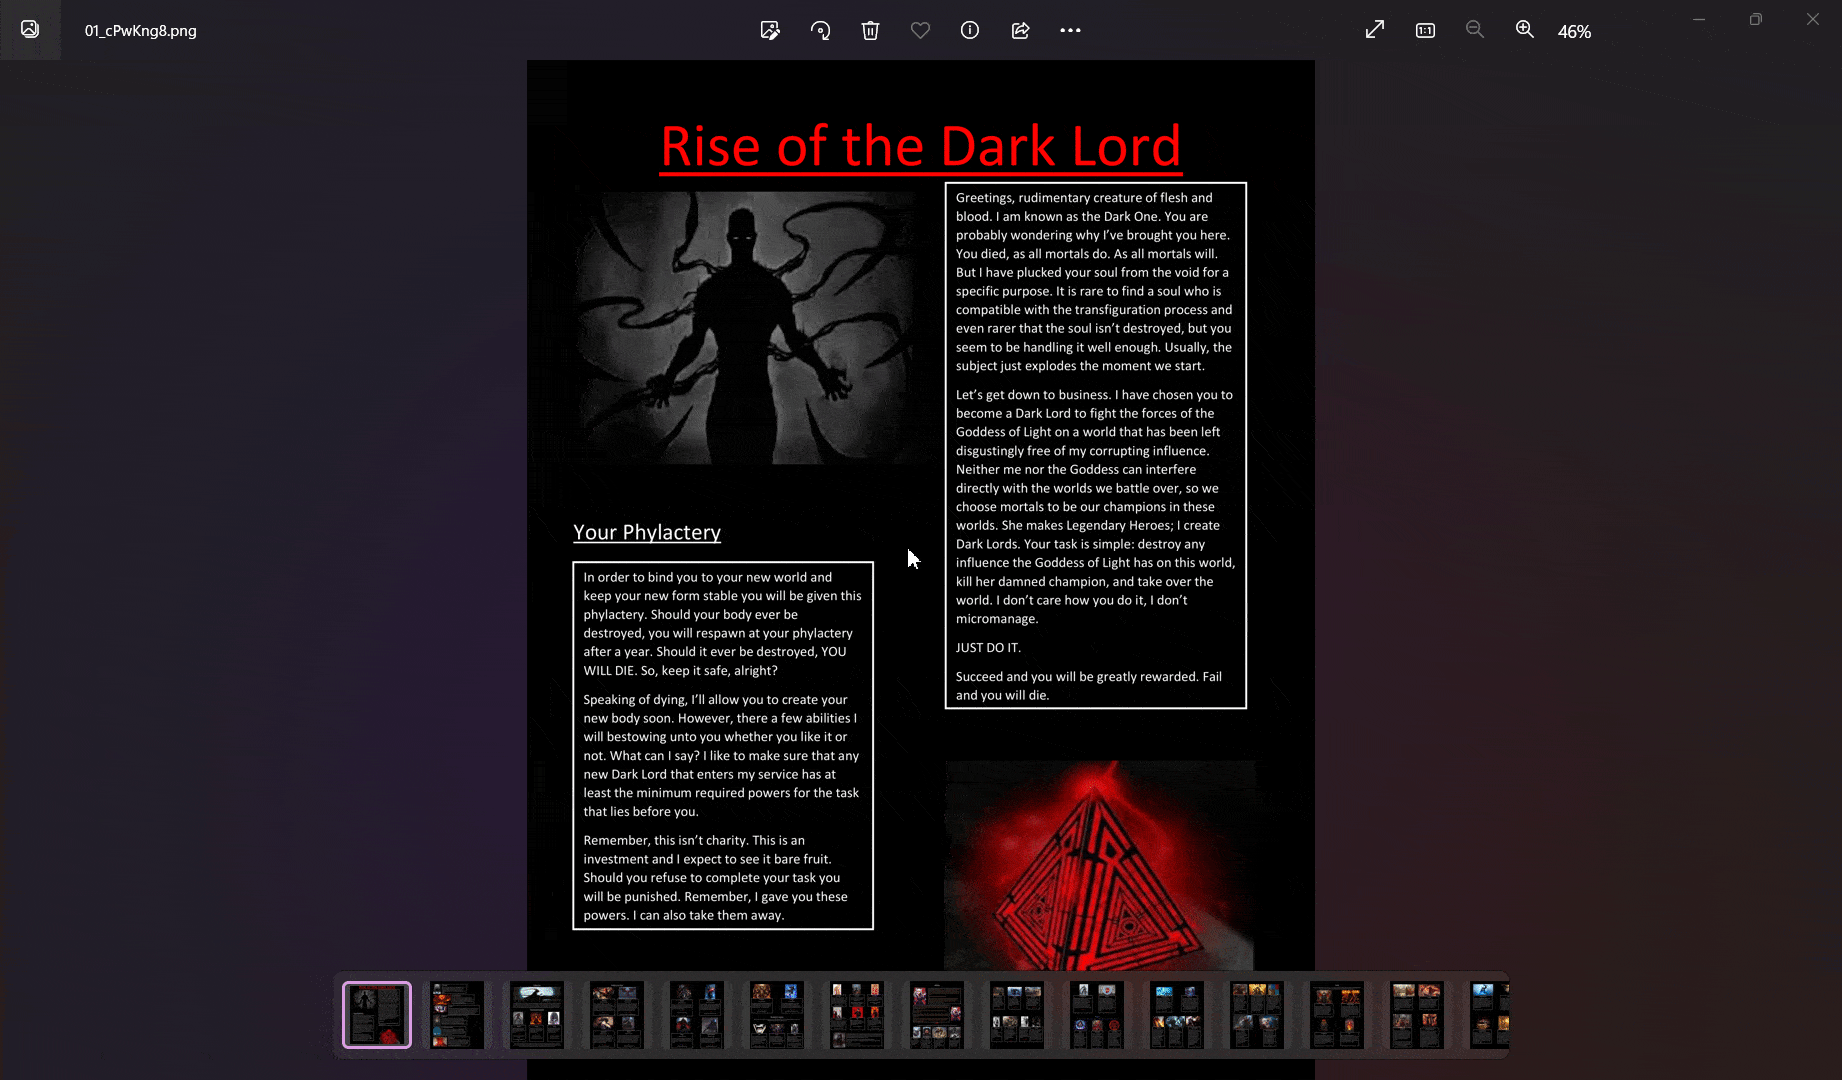 01_cPwKng8.png
1:1
46%
Rise of the Dark Lord
Greetings, rudimentary creature of flesh and
blood. I am known as the Dark One. You are
probably wondering why I've brought you here.
You died, as all mortals do. As all mortals will.
But I have plucked your soul from the void for a
specific purpose. It is rare to find a soul who is
compatible with the transfiguration process and
even rarer that the soul isn't destroyed, but you
seem to be handling it well enough. Usually, the
subject just explodes the moment we start.
Let's get down to business. I have chosen you to
become a Dark Lord to fight the forces of the
Goddess of Light on a world that has been left
disgustingly free of my corrupting influence.
Neither me nor the Goddess can interfere
directly with the worlds we battle over, so we
choose mortals to be our champions in these
worlds. She makes Legendary Heroes; I create
Dark Lords. Your task is simple: destroy any
influence the Goddess of Light has on this world,
kill her damned champion, and take over the
world. I don't care how you do it, I don't
micromanage.
JUST DO IT.
Succeed and you will be greatly rewarded. Fail
and you will die.
Your Phylactery
In order to bind you to your new world and
keep your new form stable you will be given this
phylactery. Should your body ever be
destroyed, you will respawn at your phylactery
after a year. Should it ever be destroyed, YOU
WILL DIE. So, keep it safe, alright?
Speaking of dying, I'll allow you to create your
new body soon. However, there a few abilities I
will bestowing unto you whether you like it or
not. What can I say? I like to make sure that any
new Dark Lord that enters my service has at
least the minimum required powers for the task
that lies before you.
Remember, this isn't charity. This is an
investment and I expect to see it bare fruit.
Should you refuse to complete your task you
will be punished. Remember, I gave you these
powers. I can also take them away.